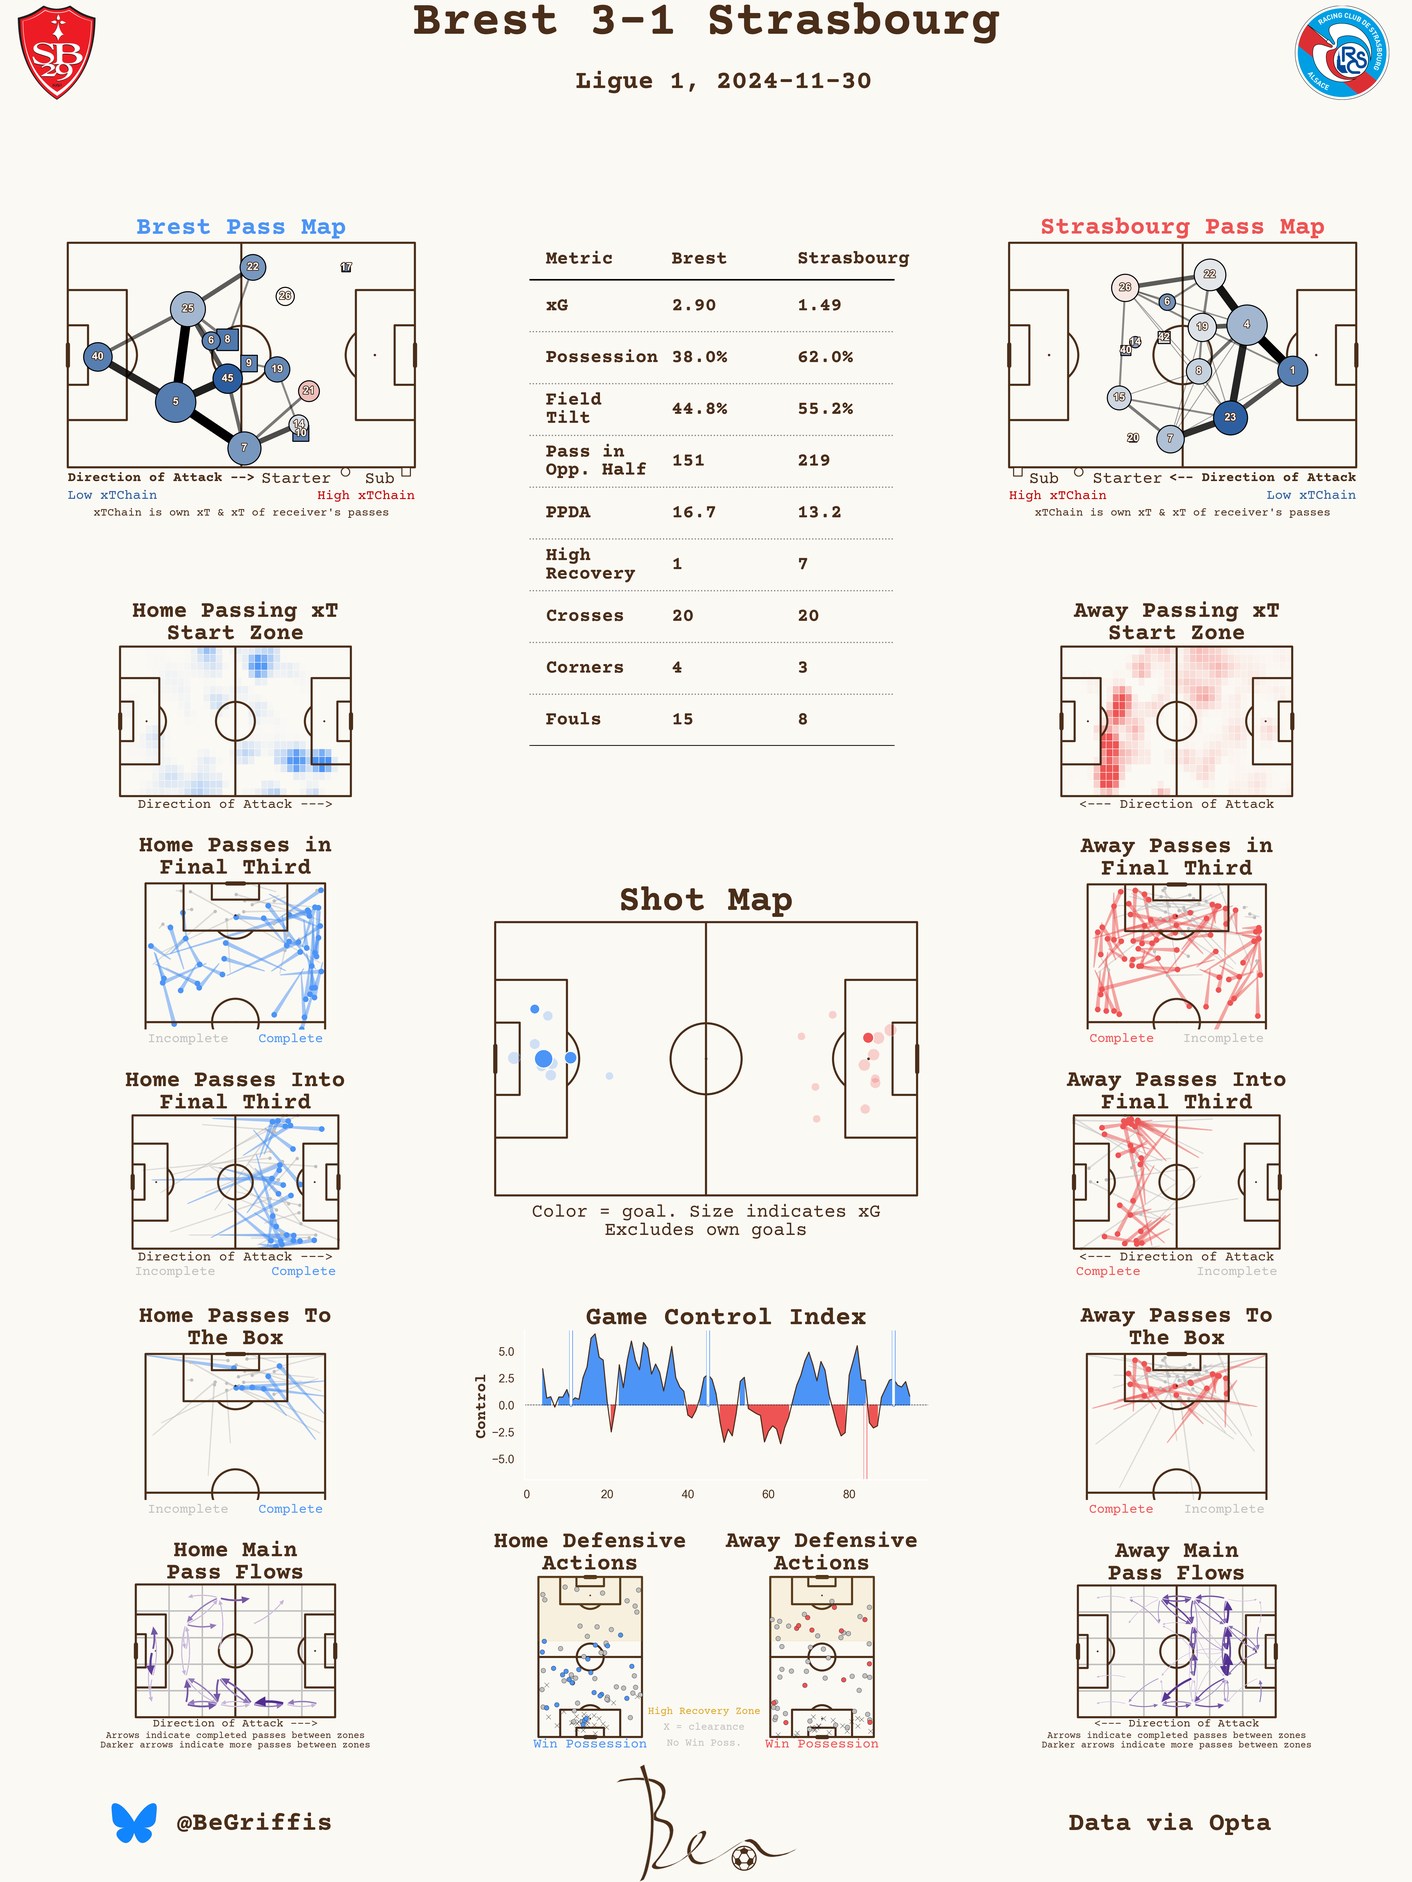 Brest 3-1 Strasbourg
Ligue 1, 2024-11-30
SB
29
RACING CLUB DE STRASBOURG
ALSACE
RCS
Brest Pass Map
22
17
26
25
6
8
40
9
19
45
21
5
14
10
7
Direction of Attack --> Starter Sub
Low xTChain High xTChain
xTChain is own xT & xT of receiver's passes
Metric Brest Strasbourg
xG 2.90 1.49
Possession 38.0% 62.0%
Field
Tilt 44.8% 55.2%
Pass in
Opp. Half 151 219
PPDA 16.7 13.2
High
Recovery 1 7
Crosses 20 20
Corners 4 3
Fouls 15 8
Strasbourg Pass Map
22
26
6
19
4
42
14
40
8
1
15
23
20
7
Sub Starter <-- Direction of Attack
High xTChain Low xTChain
xTChain is own xT & xT of receiver's passes
Home Passing xT
Start Zone
Direction of Attack --->
Away Passing xT
Start Zone
<--- Direction of Attack
Home Passes in
Final Third
Incomplete Complete
Away Passes in
Final Third
Complete Incomplete
Shot Map
Color = goal. Size indicates xG
Excludes own goals
Home Passes Into
Final Third
Direction of Attack --->
Incomplete Complete
Away Passes Into
Final Third
<--- Direction of Attack
Complete Incomplete
Home Passes To
The Box
Incomplete Complete
Game Control Index
Control
5.0
2.5
0.0
−2.5
−5.0
0 20 40 60 80
Away Passes To
The Box
Complete Incomplete
Home Main
Pass Flows
Direction of Attack --->
Arrows indicate completed passes between zones
Darker arrows indicate more passes between zones
Home Defensive
Actions
Win Possession
High Recovery Zone
X = clearance
No Win Poss.
Away Defensive
Actions
Win Possession
Away Main
Pass Flows
<--- Direction of Attack
Arrows indicate completed passes between zones
Darker arrows indicate more passes between zones
@BeGriffis
Ben
Data via Opta